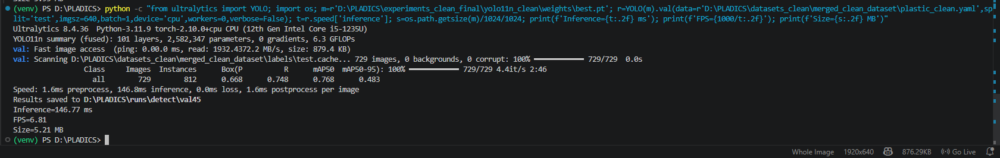 (venv) PS D:\PLADICS> python -c "from ultralytics import YOLO; import os; m=r'D:\PLADICS\experiments_clean_final\yolo11n_clean\weights\best.pt'; r=YOLO(m).val(data=r'D:\PLADICS\datasets_clean\merged_clean_dataset\plastic_clean.yaml',sp
lit='test',imgsz=640,batch=1,device='cpu',workers=0,verbose=False); t=r.speed['inference']; s=os.path.getsize(m)/1024/1024; print(f'Inference={t:.2f} ms'); print(f'FPS={1000/t:.2f}'); print(f'Size={s:.2f} MB')"
Ultralytics 8.4.36 Python-3.11.9 torch-2.10.0+cpu CPU (12th Gen Intel Core i5-1235U)
YOLO11n summary (fused): 101 layers, 2,582,347 parameters, 0 gradients, 6.3 GFLOPs
val: Fast image access (ping: 0.00.0 ms, read: 1932.4372.2 MB/s, size: 879.4 KB)
val: Scanning D:\PLADICS\datasets_clean\merged_clean_dataset\labels\test.cache... 729 images, 0 backgrounds, 0 corrupt: 100% 729/729 0.0s
Class Images Instances Box(P R mAP50 mAP50-95): 100% 729/729 4.4it/s 2:46
all 729 812 0.668 0.748 0.768 0.483
Speed: 1.6ms preprocess, 146.8ms inference, 0.0ms loss, 1.6ms postprocess per image
Results saved to D:\PLADICS\runs\detect\val45
Inference=146.77 ms
FPS=6.81
Size=5.21 MB
(venv) PS D:\PLADICS>
Whole Image 1920x640 876.29KB Go Live